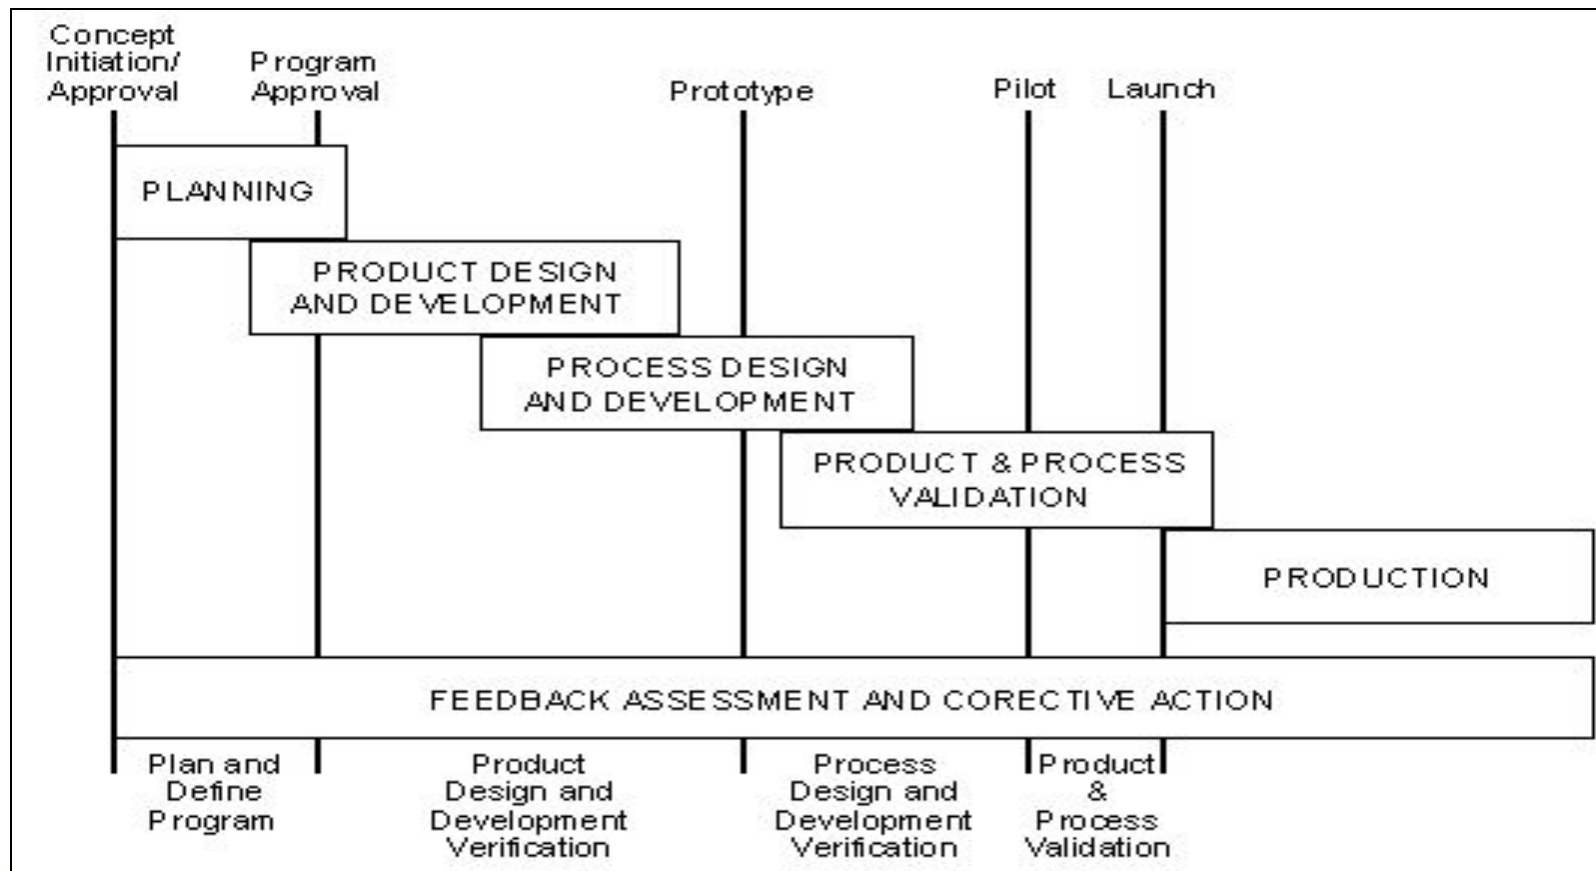 Concept
Initiation/
Approval
Program
Approval
Prototype
Pilot
Launch
PLANNING
PRODUCT DESIGN
AND DEVELOPMENT
PROCESS DESIGN
AND DEVELOPMENT
PRODUCT & PROCESS
VALIDATION
PRODUCTION
FEEDBACK ASSESSMENT AND CORECTIVE ACTION
Plan and
Define
Program
Product
Design and
Development
Verification
Process
Design and
Development
Verification
Product
&
Process
Validation